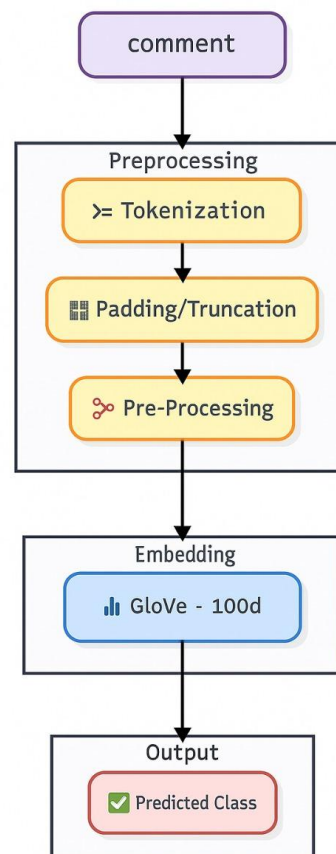 comment
Preprocessing
Tokenization
Padding/Truncation
Pre-Processing
Embedding
GloVe - 100d
Output
Predicted Class